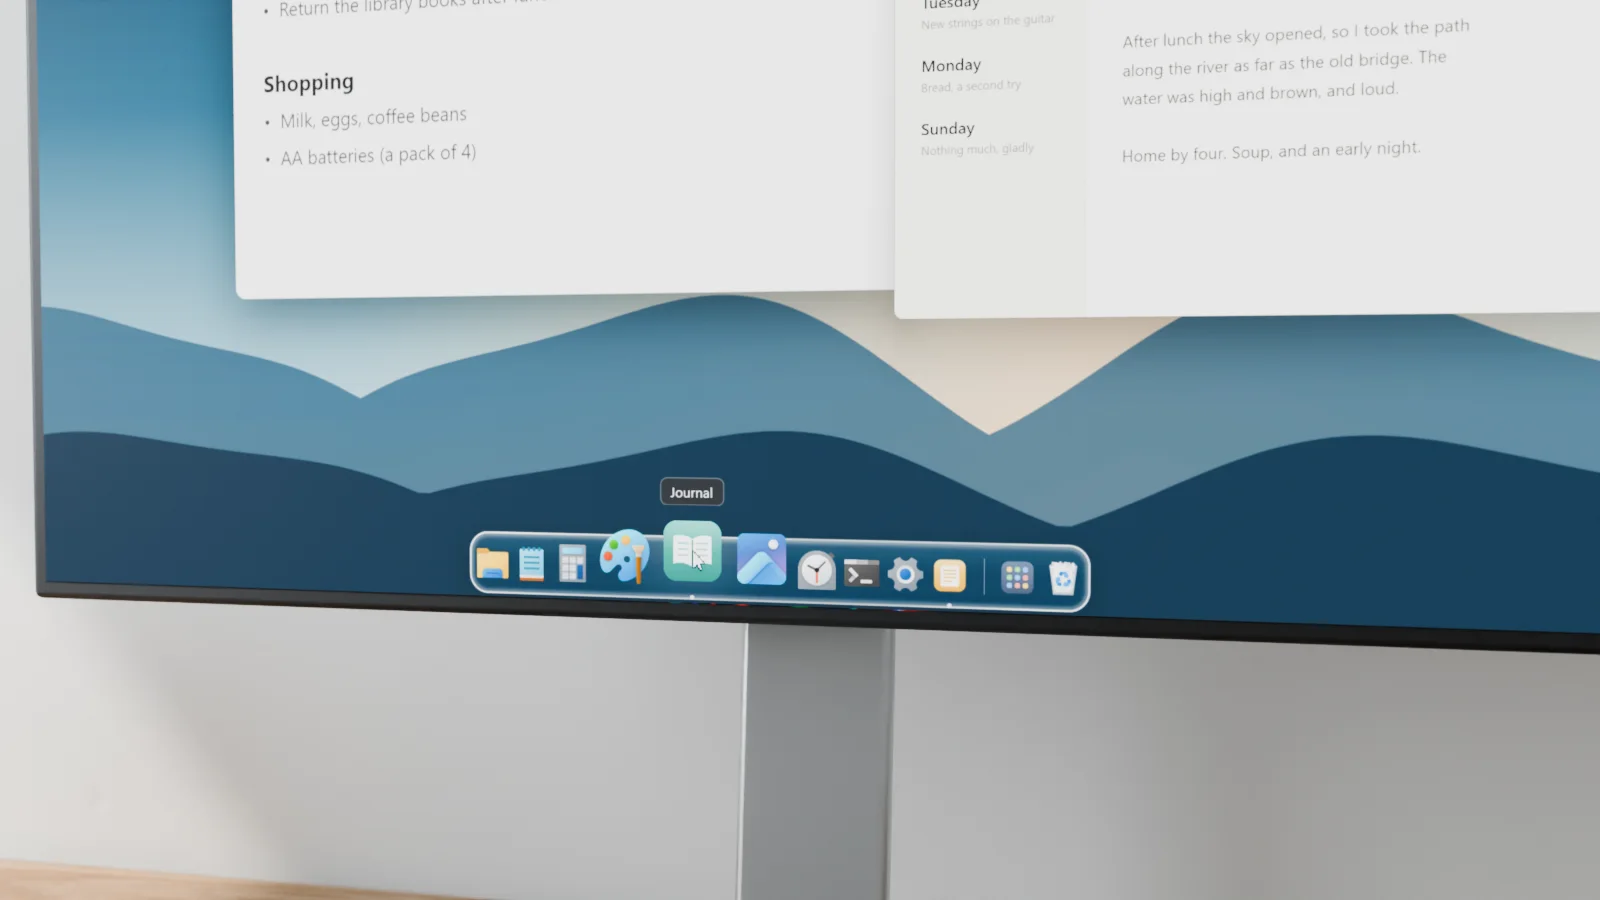 • Return the library books after
Shopping
• Milk, eggs, coffee beans
• AA batteries (a pack of 4)
Tuesday
New strings on the guitar
Monday
Bread, a second try
Sunday
Nothing much, gladly
After lunch the sky opened, so I took the path
along the river as far as the old bridge. The
water was high and brown, and loud.
Home by four. Soup, and an early night.
Journal